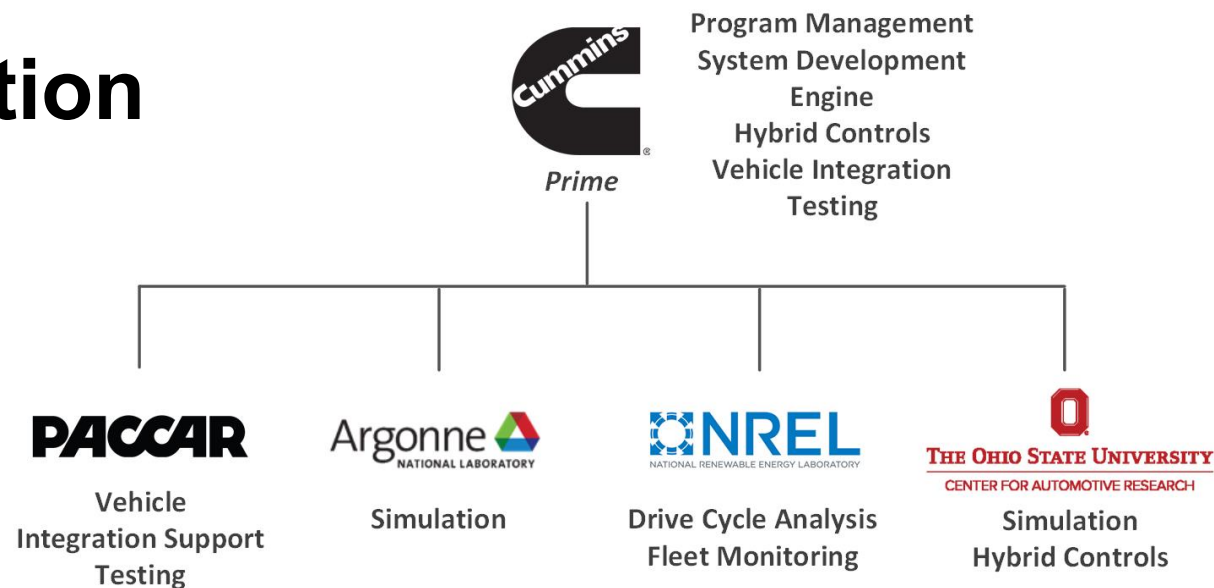 tion
Cummins
®
Prime
Program Management
System Development
Engine
Hybrid Controls
Vehicle Integration
Testing
PACCAR
Vehicle
Integration Support
Testing
Argonne
NATIONAL LABORATORY
Simulation
NREL
NATIONAL RENEWABLE ENERGY LABORATORY
Drive Cycle Analysis
Fleet Monitoring
O
THE OHIO STATE UNIVERSITY
CENTER FOR AUTOMOTIVE RESEARCH
Simulation
Hybrid Controls